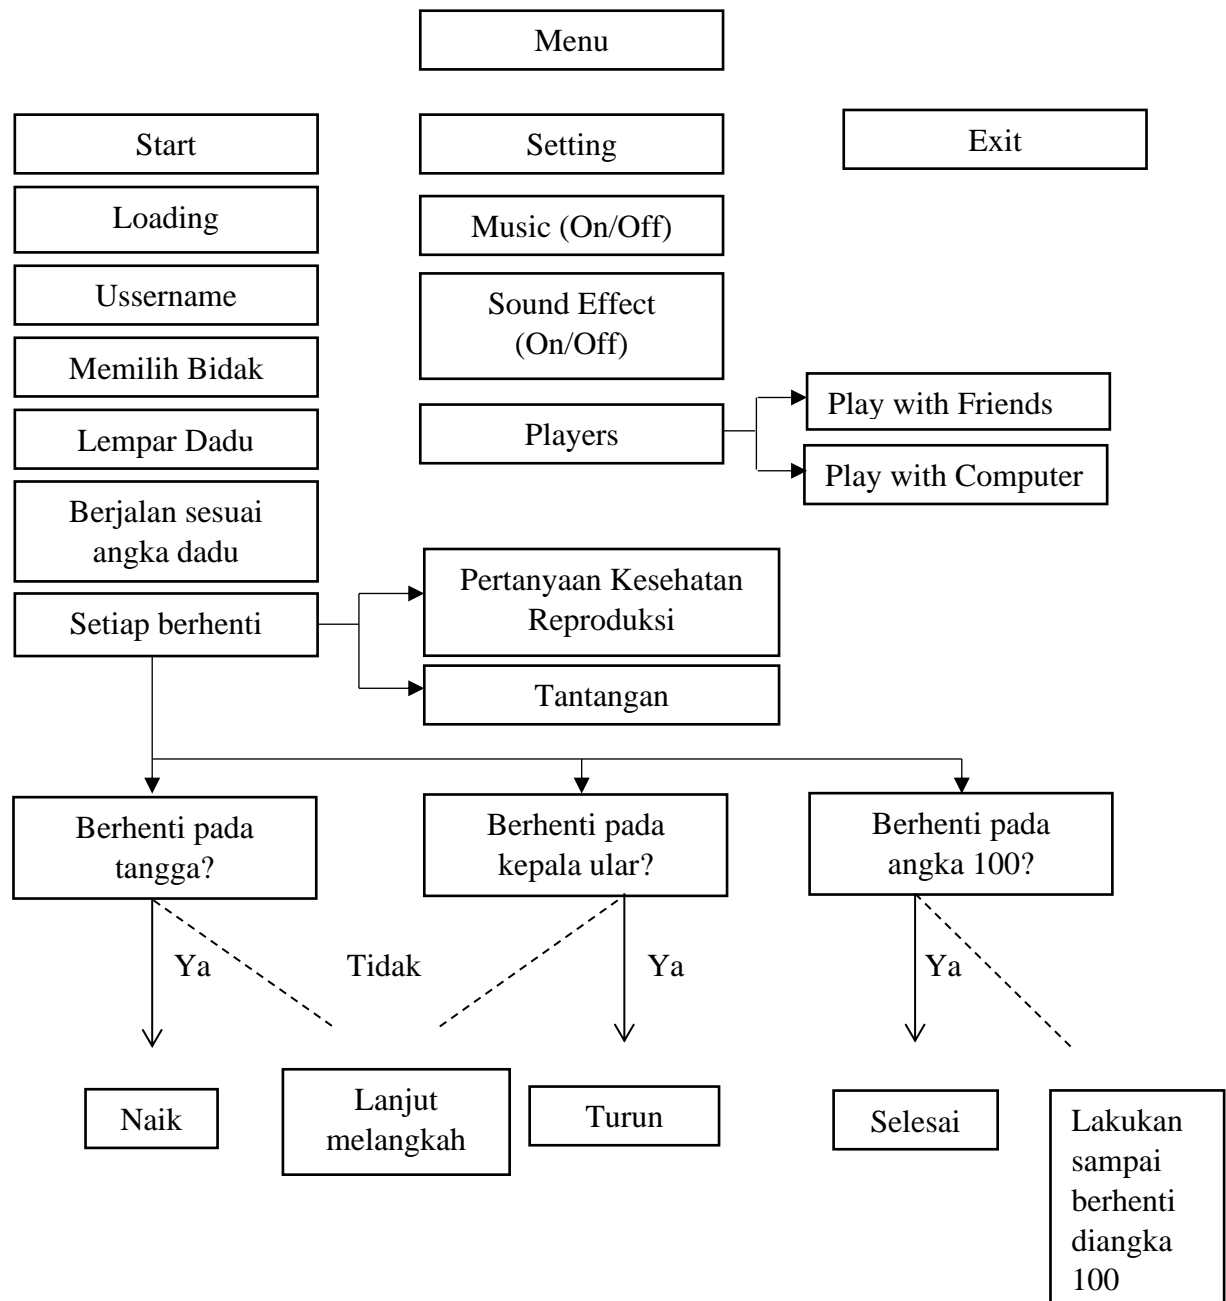 Menu
Start
Setting
Exit
Loading
Music (On/Off)
Ussername
Sound Effect
(On/Off)
Memilih Bidak
Play with Friends
Lempar Dadu
Players
Play with Computer
Berjalan sesuai
angka dadu
Pertanyaan Kesehatan
Reproduksi
Setiap berhenti
Tantangan
Berhenti pada
tangga?
Berhenti pada
kepala ular?
Berhenti pada
angka 100?
Ya
Tidak
Ya
Ya
Naik
Lanjut
melangkah
Turun
Selesai
Lakukan
sampai
berhenti
diangka
100